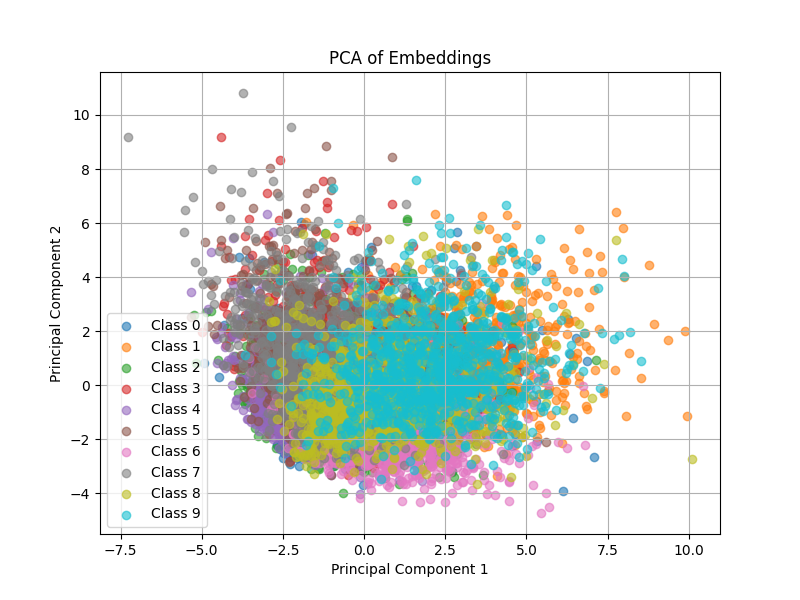 PCA of Embeddings
Principal Component 2
10
8
6
4
2
0
−2
−4
Class 0
Class 1
Class 2
Class 3
Class 4
Class 5
Class 6
Class 7
Class 8
Class 9
−7.5 −5.0 −2.5 0.0 2.5 5.0 7.5 10.0
Principal Component 1